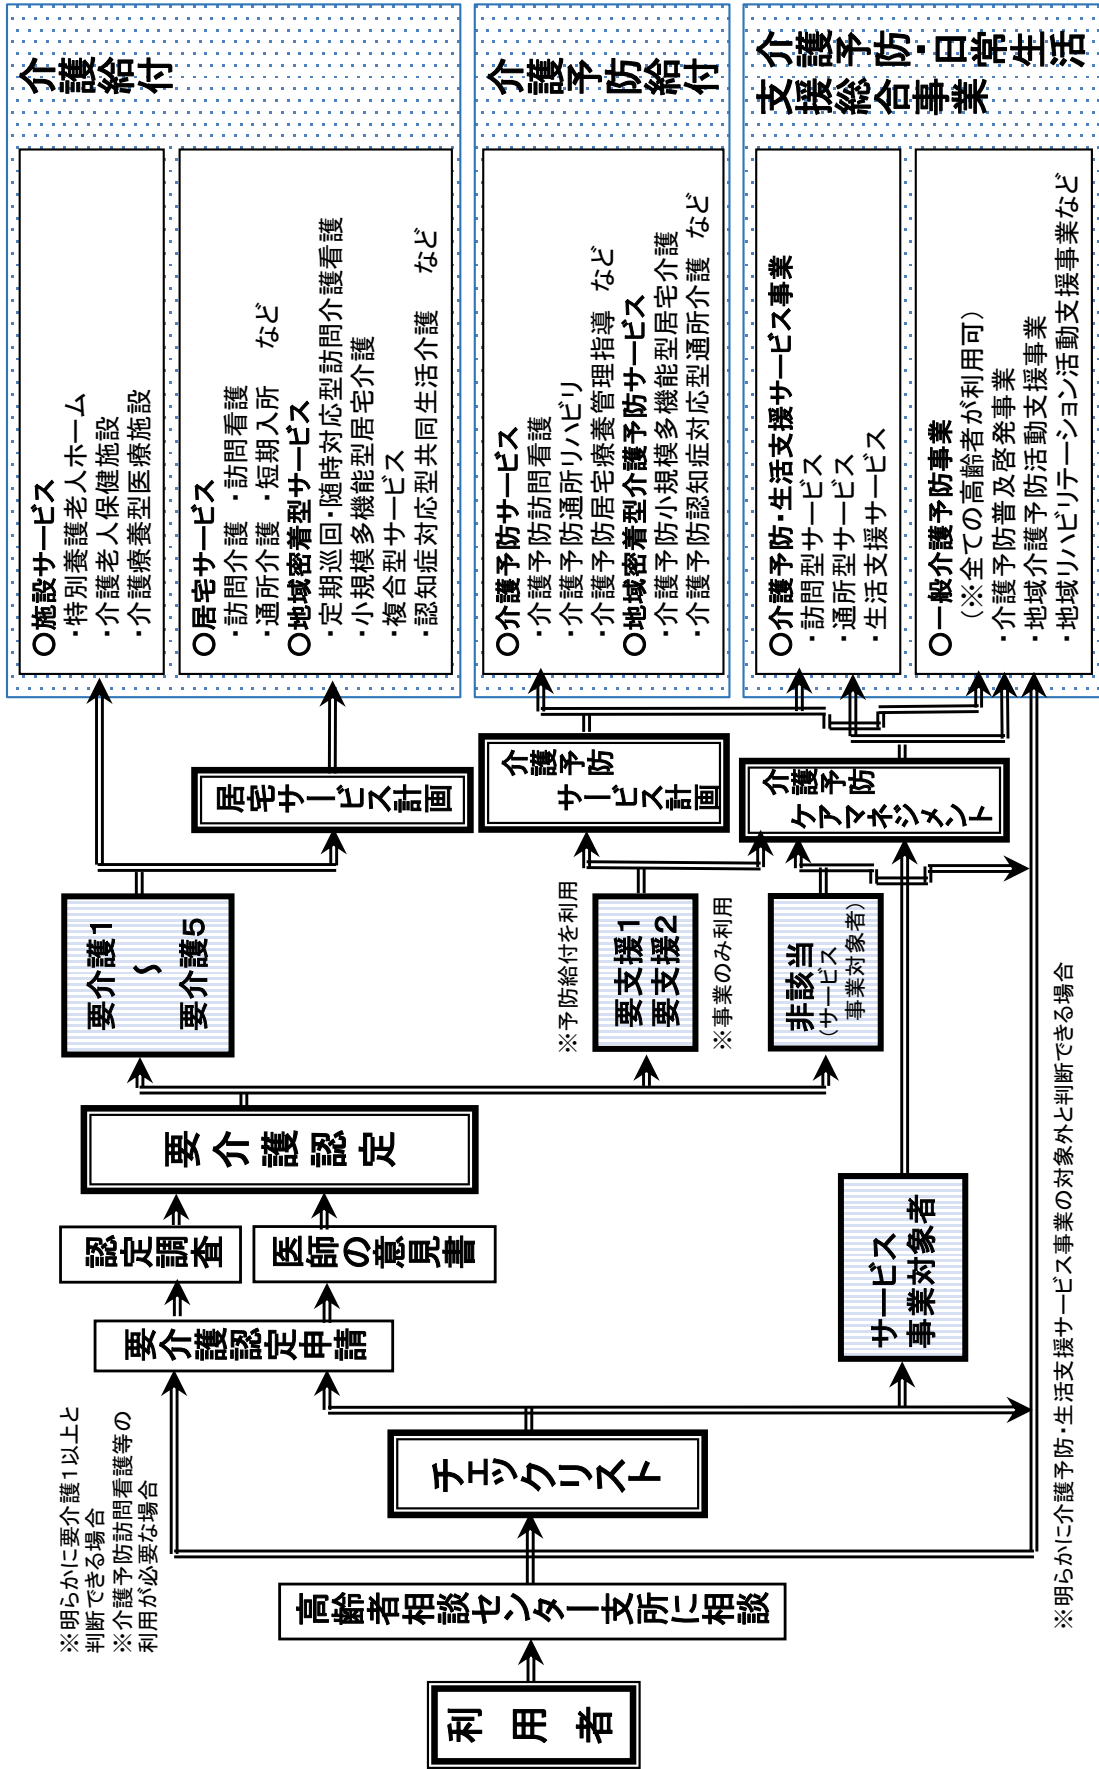 利用者
高齢者相談センター支所に相談
※明らかに要介護1以上と
判断できる場合
※介護予防訪問看護等の
利用が必要な場合
チェックリスト
要介護認定申請
認定調査
医師の意見書
サービス
事業対象者
要介護認定
要介護1
～
要介護5
※予防給付を利用
要支援1
要支援2
※事業のみ利用
非該当
（サービス
事業対象者）
※明らかに介護予防・生活支援サービス事業の対象外と判断できる場合
居宅サービス計画
介護予防
サービス計画
介護予防
ケアマネジメント
介護給付
○施設サービス
・特別養護老人ホーム
・介護老人保健施設
・介護療養型医療施設
○居宅サービス
・訪問介護 ・訪問看護
・通所介護 ・短期入所 など
○地域密着型サービス
・定期巡回・随時対応型訪問介護看護
・小規模多機能型居宅介護
・複合型サービス
・認知症対応型共同生活介護 など
介護予防給付
○介護予防サービス
・介護予防訪問看護
・介護予防通所リハビリ
・介護予防居宅療養管理指導 など
○地域密着型介護予防サービス
・介護予防小規模多機能型居宅介護
・介護予防認知症対応型通所介護 など
介護予防・日常生活
支援総合事業
○介護予防・生活支援サービス事業
・訪問型サービス
・通所型サービス
・生活支援サービス
○一般介護予防事業
（※全ての高齢者が利用可）
・介護予防普及啓発事業
・地域介護予防活動支援事業
・地域リハビリテーション活動支援事業など